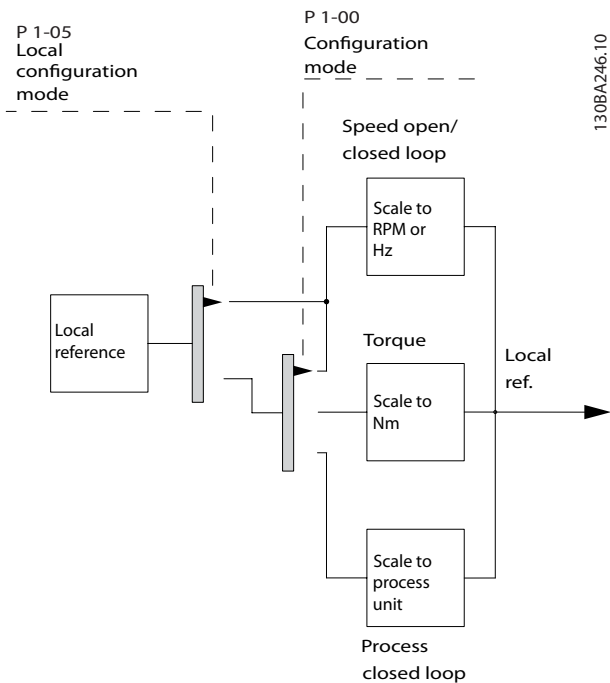 P 1-05
Local
configuration
mode
P 1-00
Configuration
mode
130BA246.10
Speed open/
closed loop
Scale to
RPM or
Hz
Local
reference
Torque
Scale to
Nm
Local
ref.
Scale to
process
unit
Process
closed loop